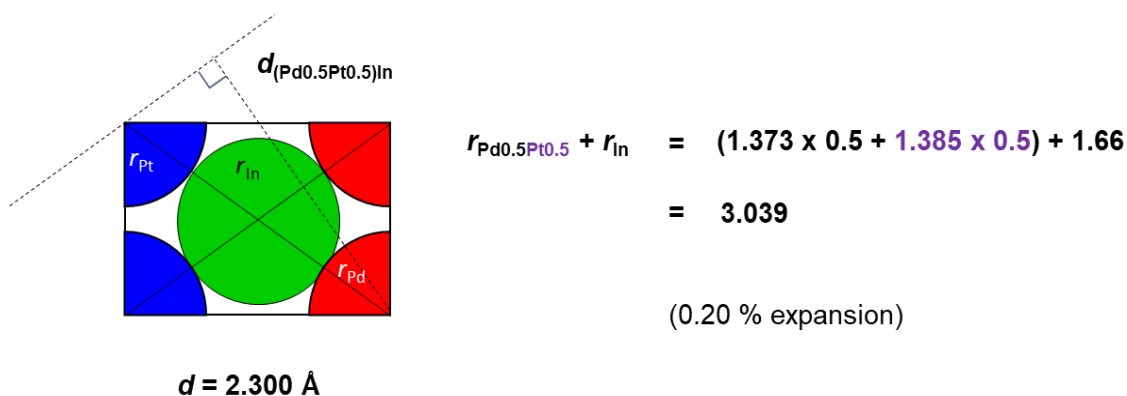 d(Pd0.5Pt0.5)In
rPt
rIn
rPd
d = 2.300 Å
rPd0.5Pt0.5 + rIn = (1.373 x 0.5 + 1.385 x 0.5) + 1.66
= 3.039
(0.20 % expansion)